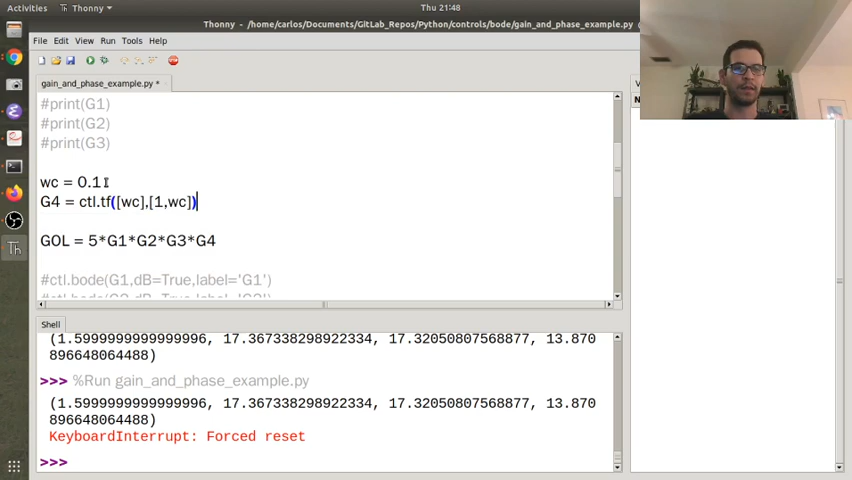 Activities
Thonny
Thu 21:48
Thonny - /home/carlos/Documents/GitLab_Repos/Python/controls/bode/gain_and_phase_example.py
File Edit View Run Tools Help
gain_and_phase_example.py *
#print(G1)
#print(G2)
#print(G3)
wc = 0.1
G4 = ctl.tf([wc],[1,wc])
GOL = 5*G1*G2*G3*G4
#ctl.bode(G1,dB=True,label='G1')
Shell
(1.5999999999999996, 17.367338298922334, 17.32050807568877, 13.870
896648064488)
>>> %Run gain_and_phase_example.py
(1.5999999999999996, 17.367338298922334, 17.32050807568877, 13.870
896648064488)
KeyboardInterrupt: Forced reset
>>>